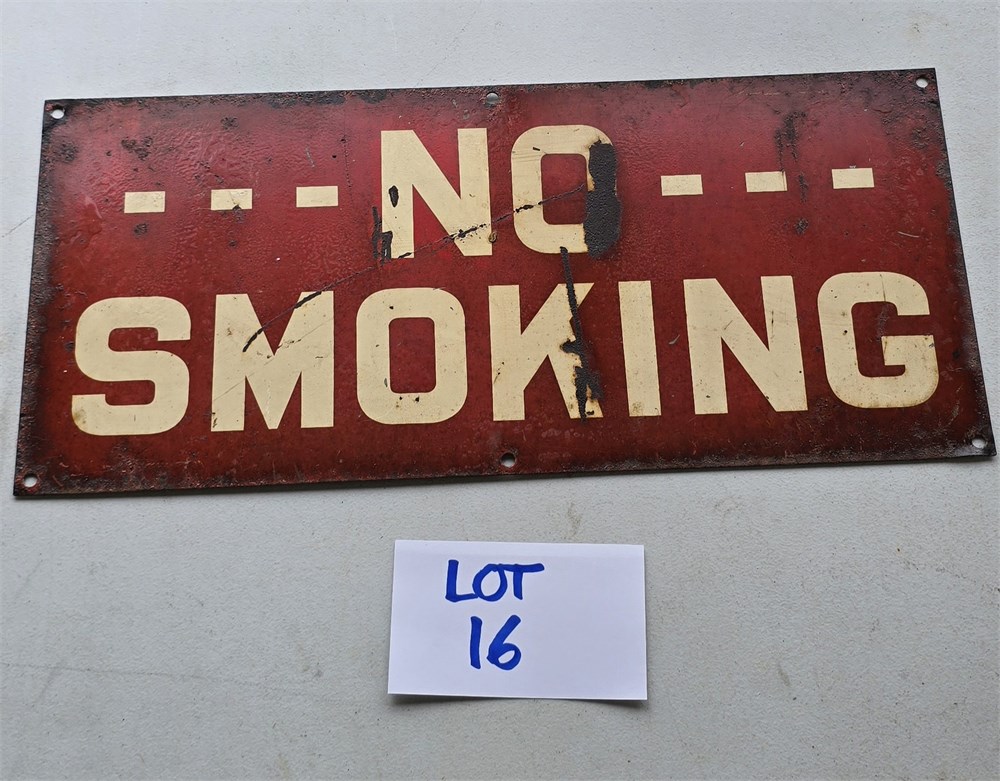 - - - NO - - -
SMOKING
LOT
16